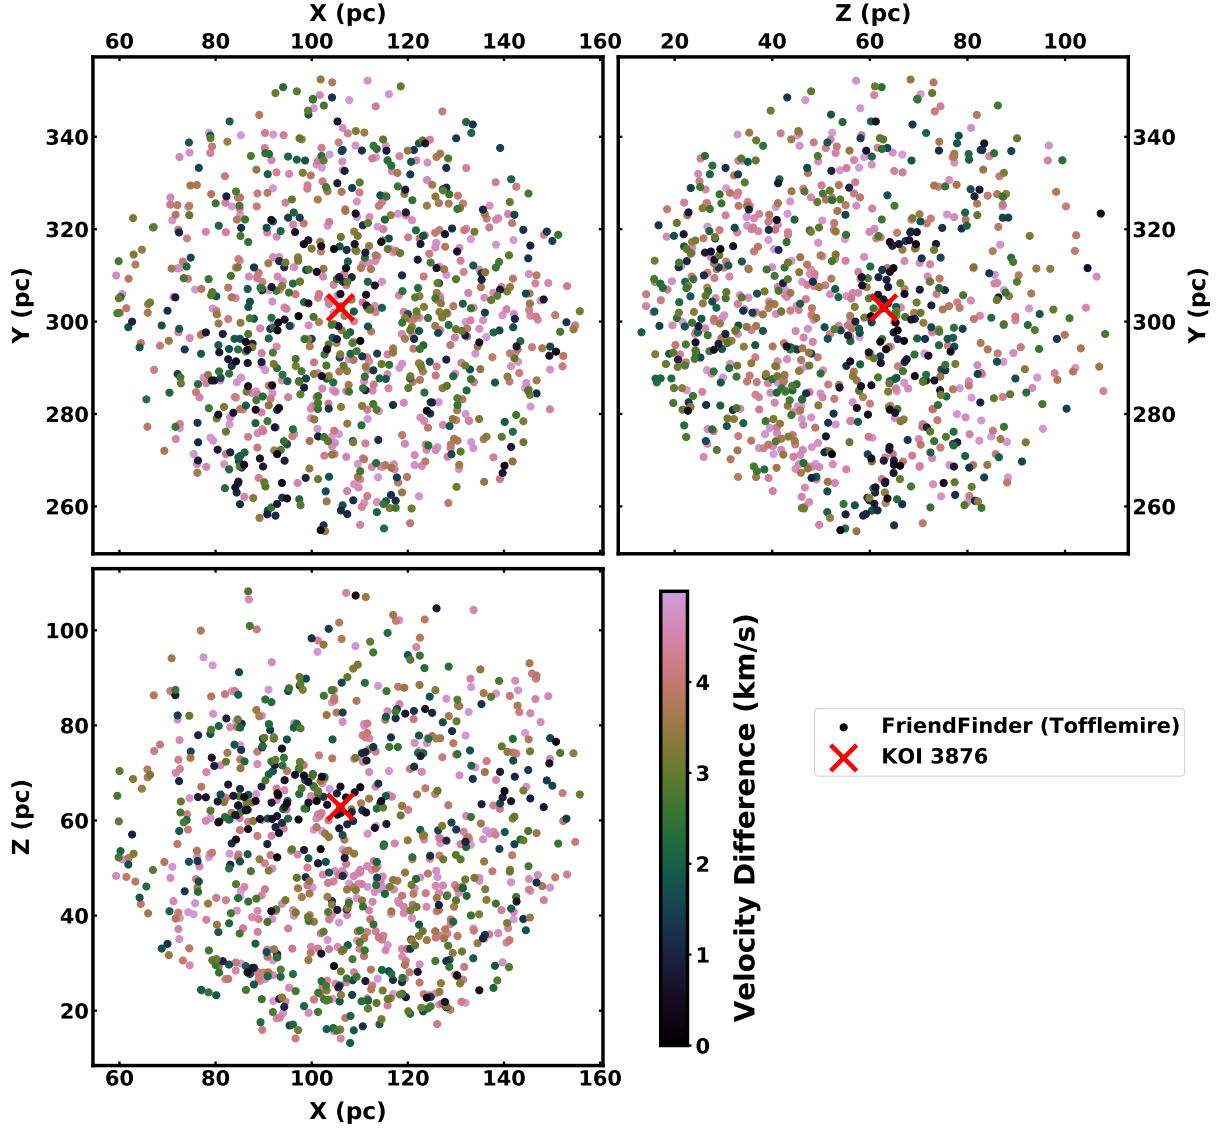 X (pc)
Z (pc)
60 80 100 120 140 160
20 40 60 80 100
Y (pc)
340
320
300
280
260
340
320
300
280
260
Y (pc)
Z (pc)
100
80
60
40
20
60 80 100 120 140 160
X (pc)
4
3
2
1
0
Velocity Difference (km/s)
FriendFinder (Tofflemire)
KOI 3876